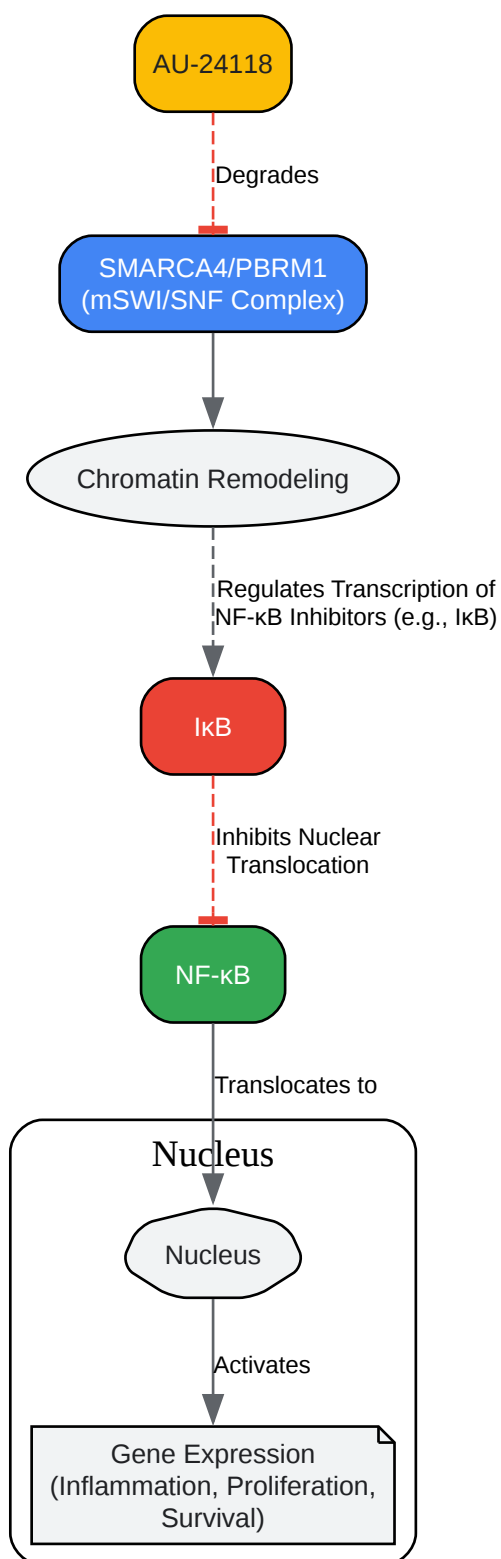 AU-24118
Degrades
SMARCA4/PBRM1
(mSWI/SNF Complex)
Chromatin Remodeling
Regulates Transcription of
NF-κB Inhibitors (e.g., IκB)
IκB
Inhibits Nuclear
Translocation
NF-κB
Translocates to
Nucleus
Nucleus
Activates
Gene Expression
(Inflammation, Proliferation,
Survival)